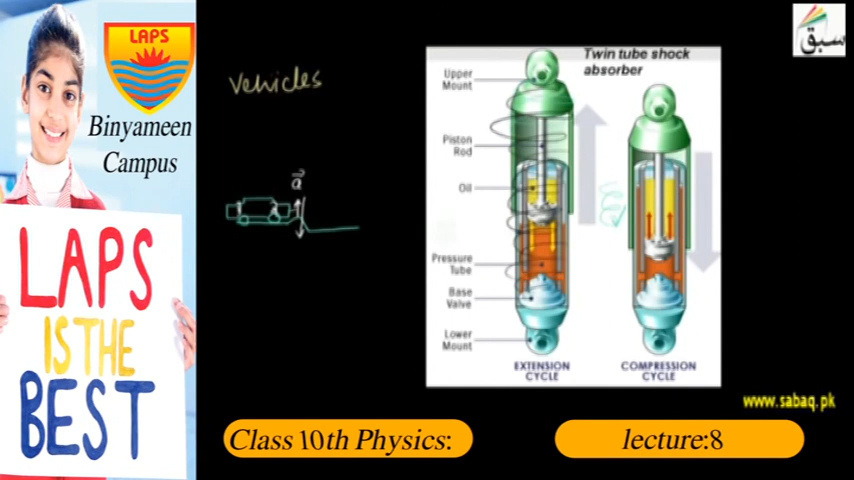 LAPS
Binyameen
Campus
LAPS
IS THE
BEST
vehicles
a
Twin tube shock
absorber
Upper
Mount
Piston
Rod
Oil
Pressure
Tube
Base
Valve
Lower
Mount
EXTENSION
CYCLE
COMPRESSION
CYCLE
سبق
www.sabaq.pk
Class 10th Physics:
lecture:8